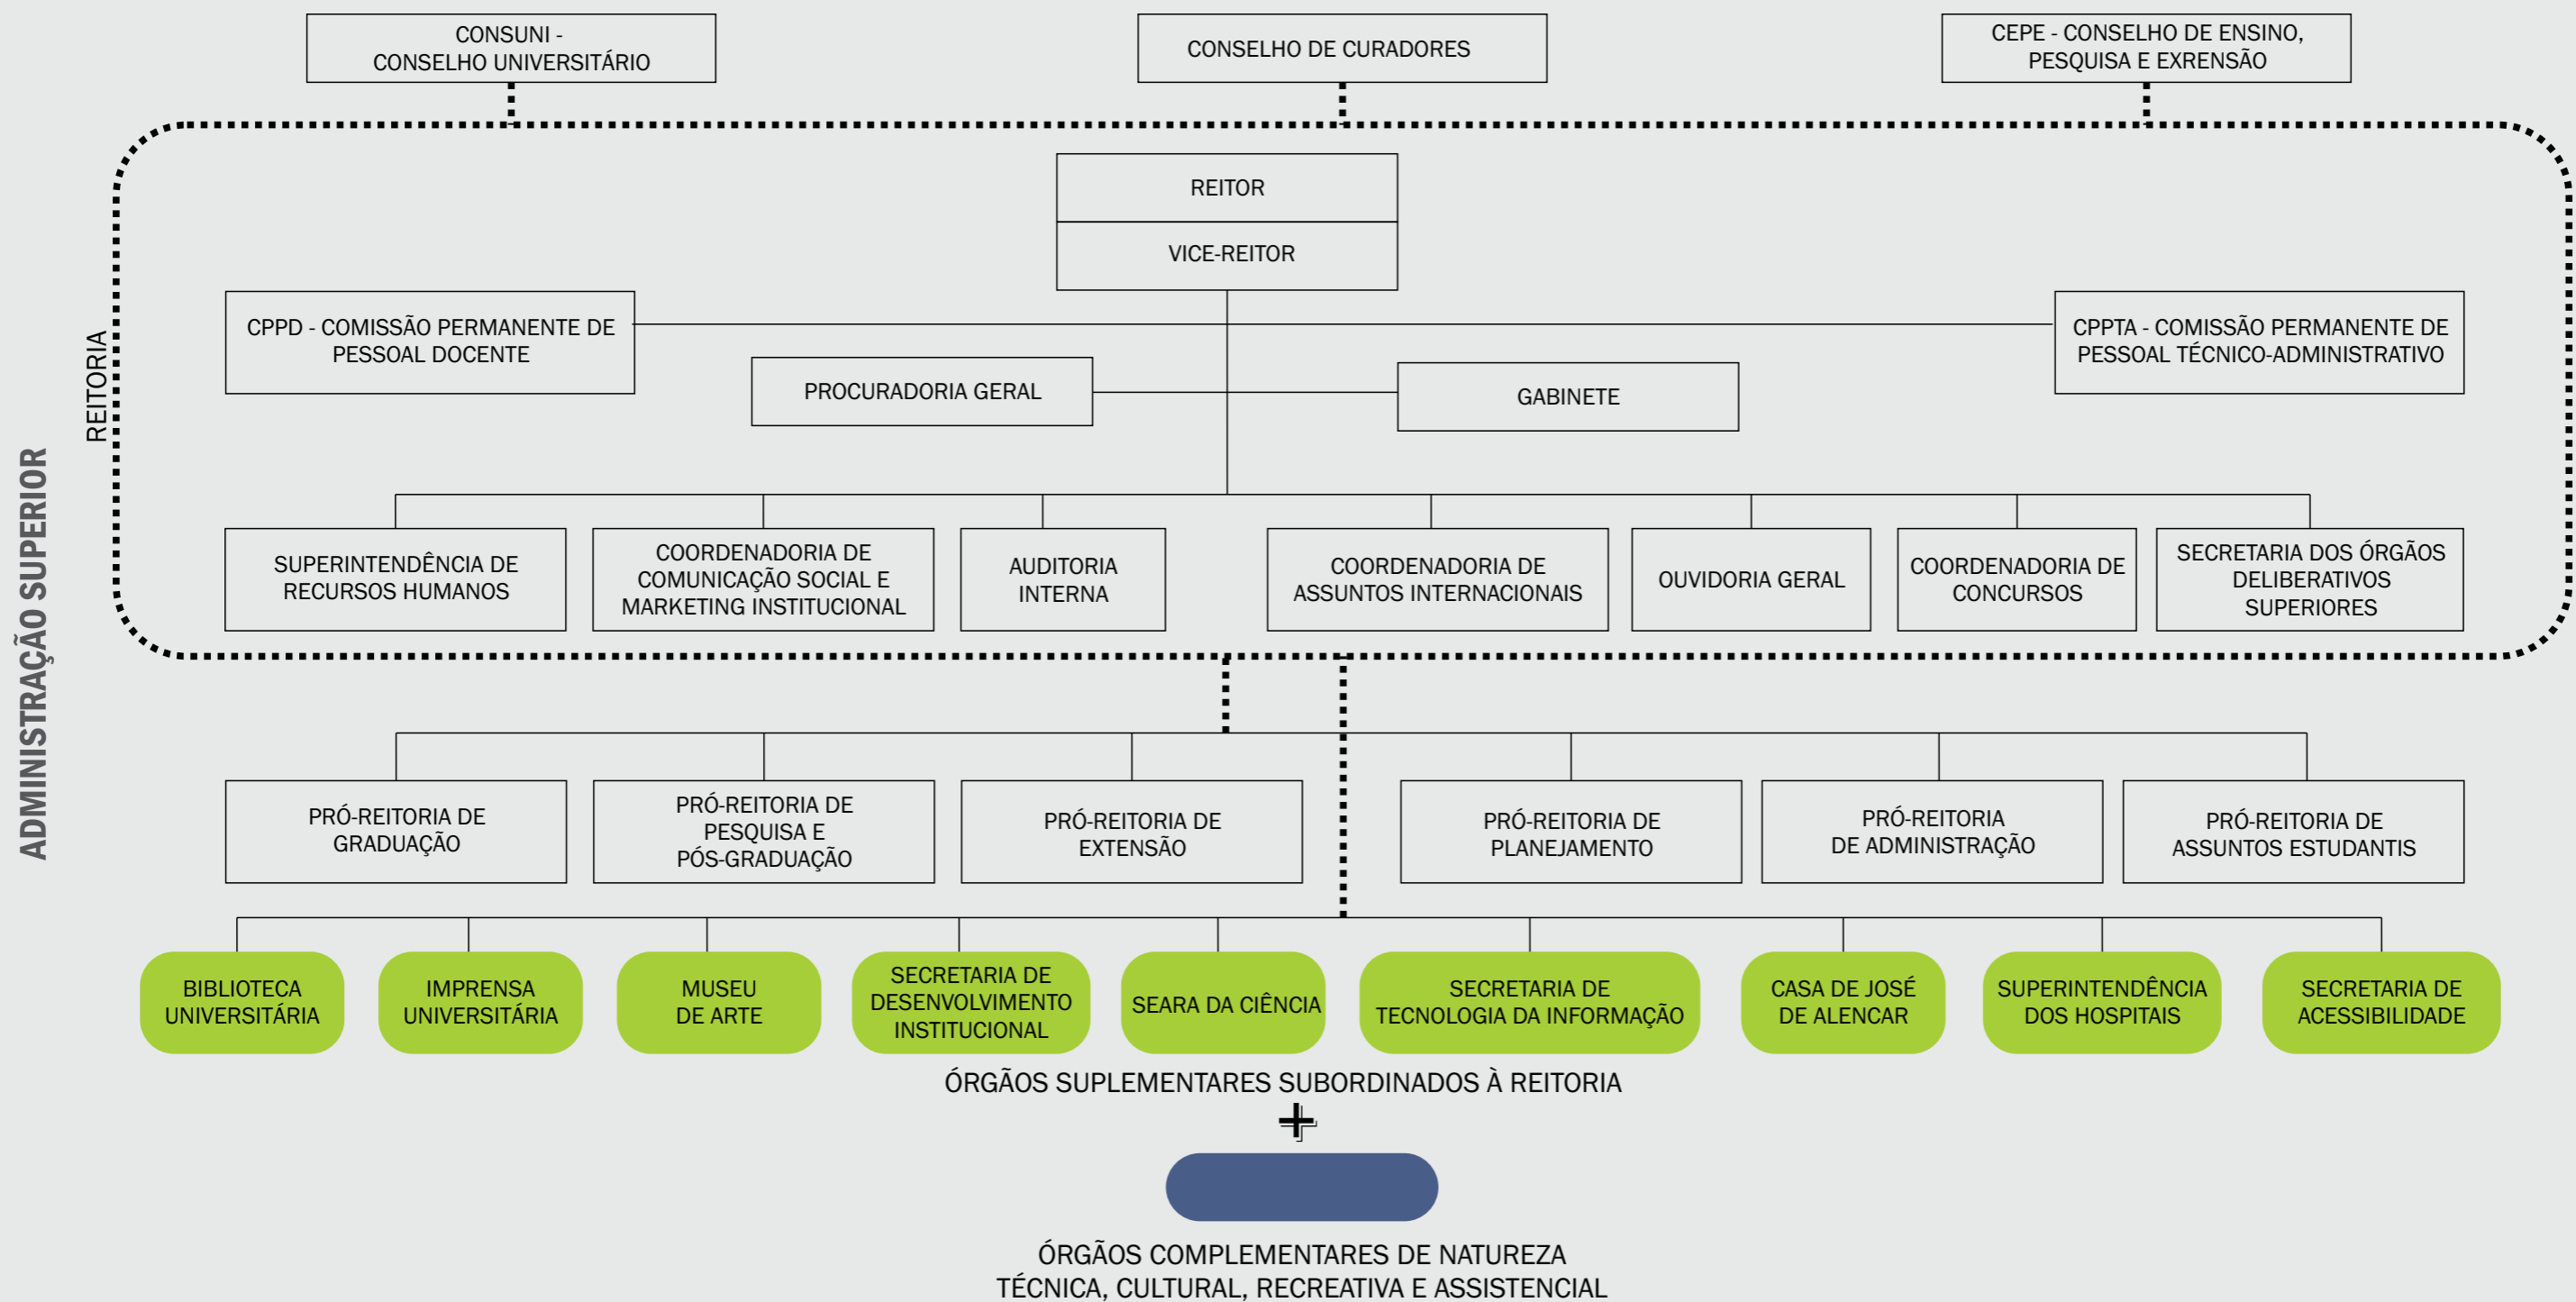 CONSUNI -
CONSELHO UNIVERSITÁRIO
CONSELHO DE CURADORES
CEPE - CONSELHO DE ENSINO,
PESQUISA E EXRENSÃO
ADMINISTRAÇÃO SUPERIOR
REITORIA
REITOR
VICE-REITOR
CPPD - COMISSÃO PERMANENTE DE
PESSOAL DOCENTE
CPPTA - COMISSÃO PERMANENTE DE
PESSOAL TÉCNICO-ADMINISTRATIVO
PROCURADORIA GERAL
GABINETE
SUPERINTENDÊNCIA DE
RECURSOS HUMANOS
COORDENADORIA DE
COMUNICAÇÃO SOCIAL E
MARKETING INSTITUCIONAL
AUDITORIA
INTERNA
COORDENADORIA DE
ASSUNTOS INTERNACIONAIS
OUVIDORIA GERAL
COORDENADORIA DE
CONCURSOS
SECRETARIA DOS ÓRGÃOS
DELIBERATIVOS
SUPERIORES
PRÓ-REITORIA DE
GRADUAÇÃO
PRÓ-REITORIA DE
PESQUISA E
PÓS-GRADUAÇÃO
PRÓ-REITORIA DE
EXTENSÃO
PRÓ-REITORIA DE
PLANEJAMENTO
PRÓ-REITORIA
DE ADMINISTRAÇÃO
PRÓ-REITORIA DE
ASSUNTOS ESTUDANTIS
BIBLIOTECA
UNIVERSITÁRIA
IMPRENSA
UNIVERSITÁRIA
MUSEU
DE ARTE
SECRETARIA DE
DESENVOLVIMENTO
INSTITUCIONAL
SEARA DA CIÊNCIA
SECRETARIA DE
TECNOLOGIA DA INFORMAÇÃO
CASA DE JOSÉ
DE ALENCAR
SUPERINTENDÊNCIA
DOS HOSPITAIS
SECRETARIA DE
ACESSIBILIDADE
ÓRGÃOS SUPLEMENTARES SUBORDINADOS À REITORIA
+
ÓRGÃOS COMPLEMENTARES DE NATUREZA
TÉCNICA, CULTURAL, RECREATIVA E ASSISTENCIAL